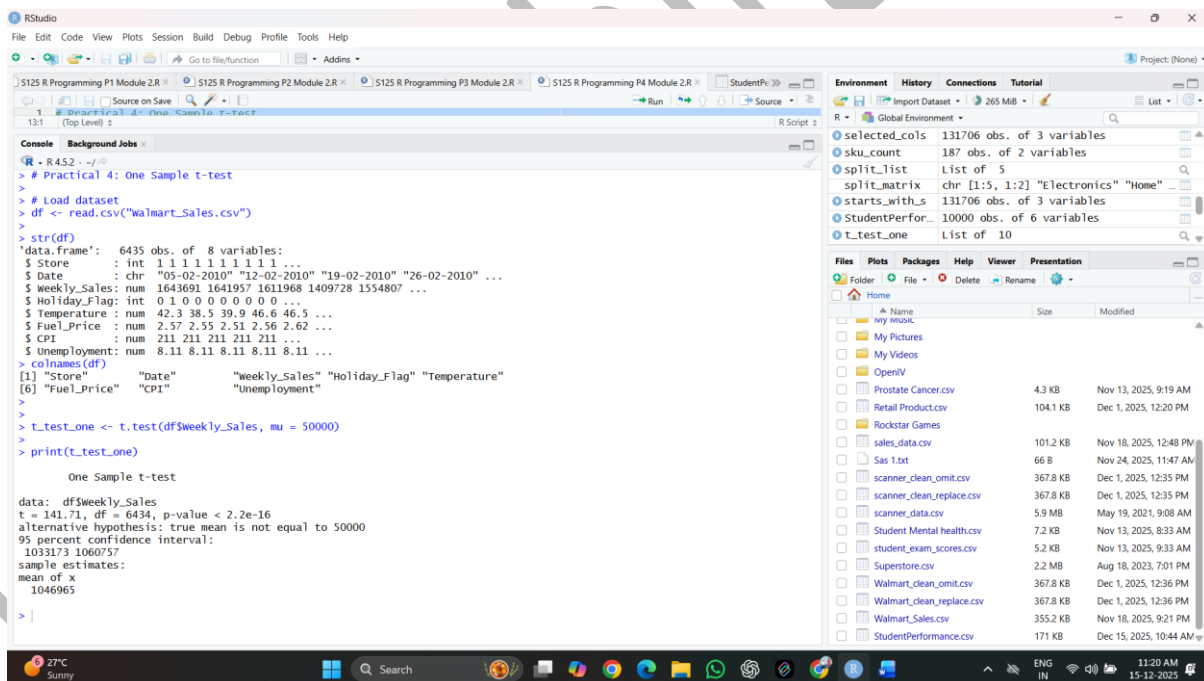 RStudio
File Edit Code View Plots Session Build Debug Profile Tools Help
Go to file/function Addins Project: (None)
S125 R Programming P1 Module 2.R S125 R Programming P2 Module 2.R S125 R Programming P3 Module 2.R S125 R Programming P4 Module 2.R StudentPe
Source on Save Run Source
1 # Practical 4: One Sample t-test
13:1 (Top Level) R Script
Console Background Jobs
R - R 4.5.2 · ~/
> # Practical 4: One Sample t-test
>
> # Load dataset
> df <- read.csv("Walmart_Sales.csv")
>
> str(df)
'data.frame': 6435 obs. of 8 variables:
$ Store : int 1 1 1 1 1 1 1 1 1 1 ...
$ Date : chr "05-02-2010" "12-02-2010" "19-02-2010" "26-02-2010" ...
$ Weekly_Sales: num 1643691 1641957 1611968 1409728 1554807 ...
$ Holiday_Flag: int 0 1 0 0 0 0 0 0 0 0 ...
$ Temperature : num 42.3 38.5 39.9 46.6 46.5 ...
$ Fuel_Price : num 2.57 2.55 2.51 2.56 2.62 ...
$ CPI : num 211 211 211 211 211 ...
$ Unemployment: num 8.11 8.11 8.11 8.11 8.11 ...
> colnames(df)
[1] "Store" "Date" "Weekly_Sales" "Holiday_Flag" "Temperature"
[6] "Fuel_Price" "CPI" "Unemployment"
>
>
> t_test_one <- t.test(df$Weekly_Sales, mu = 50000)
>
> print(t_test_one)
One Sample t-test
data: df$Weekly_Sales
t = 141.71, df = 6434, p-value < 2.2e-16
alternative hypothesis: true mean is not equal to 50000
95 percent confidence interval:
1033173 1060757
sample estimates:
mean of x
1046965
>
Environment History Connections Tutorial
Import Dataset 265 MiB List
R Global Environment
selected_cols 131706 obs. of 3 variables
sku_count 187 obs. of 2 variables
split_list List of 5
split_matrix chr [1:5, 1:2] "Electronics" "Home" …
starts_with_s 131706 obs. of 3 variables
StudentPerfor… 10000 obs. of 6 variables
t_test_one List of 10
Files Plots Packages Help Viewer Presentation
Folder File Delete Rename
Home
Name Size Modified
My Music
My Pictures
My Videos
OpenIV
Prostate Cancer.csv 4.3 KB Nov 13, 2025, 9:19 AM
Retail Product.csv 104.1 KB Dec 1, 2025, 12:20 PM
Rockstar Games
sales_data.csv 101.2 KB Nov 18, 2025, 12:48 PM
Sas 1.txt 66 B Nov 24, 2025, 11:47 AM
scanner_clean_omit.csv 367.8 KB Dec 1, 2025, 12:35 PM
scanner_clean_replace.csv 367.8 KB Dec 1, 2025, 12:35 PM
scanner_data.csv 5.9 MB May 19, 2021, 9:08 AM
Student Mental health.csv 7.2 KB Nov 13, 2025, 8:33 AM
student_exam_scores.csv 5.2 KB Nov 13, 2025, 9:33 AM
Superstore.csv 2.2 MB Aug 18, 2023, 7:01 PM
Walmart_clean_omit.csv 367.8 KB Dec 1, 2025, 12:36 PM
Walmart_clean_replace.csv 367.8 KB Dec 1, 2025, 12:36 PM
Walmart_Sales.csv 355.2 KB Nov 18, 2025, 9:21 PM
StudentPerformance.csv 171 KB Dec 15, 2025, 10:44 AM
6 27°C
Sunny
Search
ENG
IN
11:20 AM
15-12-2025